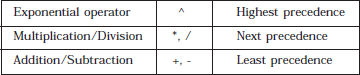 Exponential operator ^ Highest precedence
Multiplication/Division *, / Next precedence
Addition/Subtraction +, - Least precedence